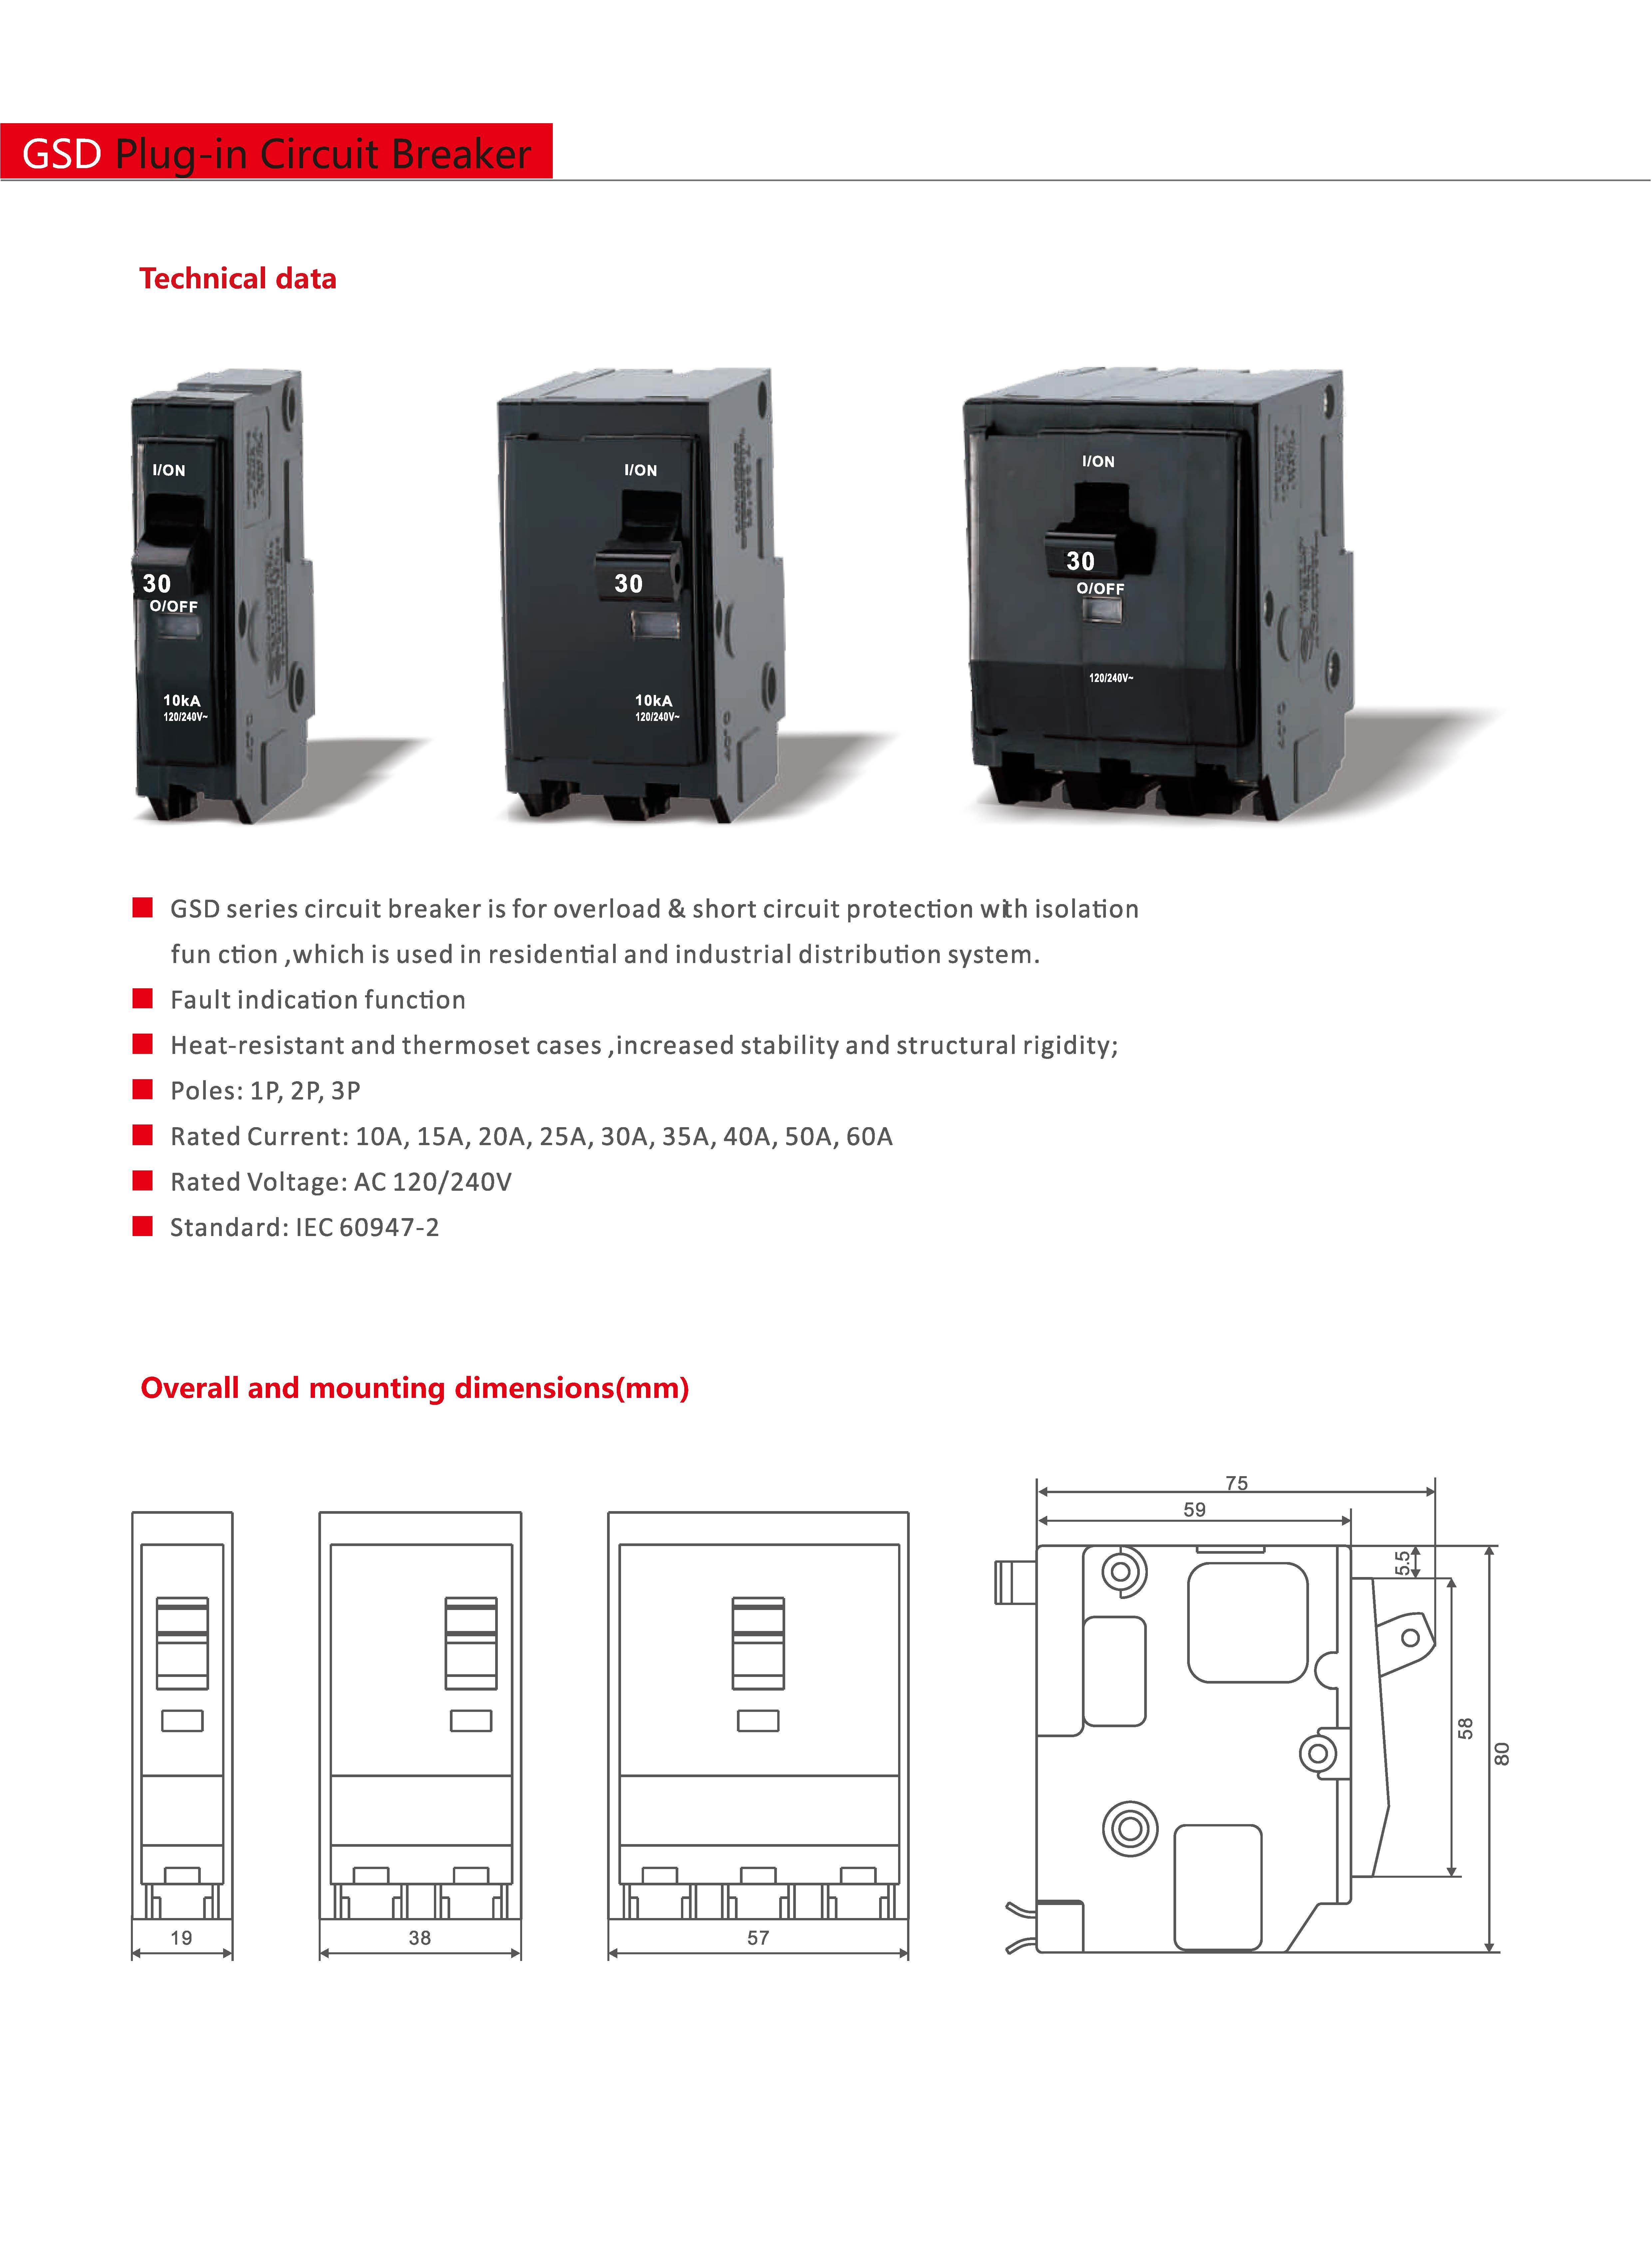 GSD Plug-in Circuit Breaker
Technical data
I/ON
30
O/OFF
10kA
120/240V~
I/ON
30
10kA
120/240V~
I/ON
30
O/OFF
120/240V~
GSD series circuit breaker is for overload & short circuit protection with isolation
fun ction ,which is used in residential and industrial distribution system.
Fault indication function
Heat-resistant and thermoset cases ,increased stability and structural rigidity;
Poles: 1P, 2P, 3P
Rated Current: 10A, 15A, 20A, 25A, 30A, 35A, 40A, 50A, 60A
Rated Voltage: AC 120/240V
Standard: IEC 60947-2
Overall and mounting dimensions(mm)
75
59
5.5
58
80
19
38
57